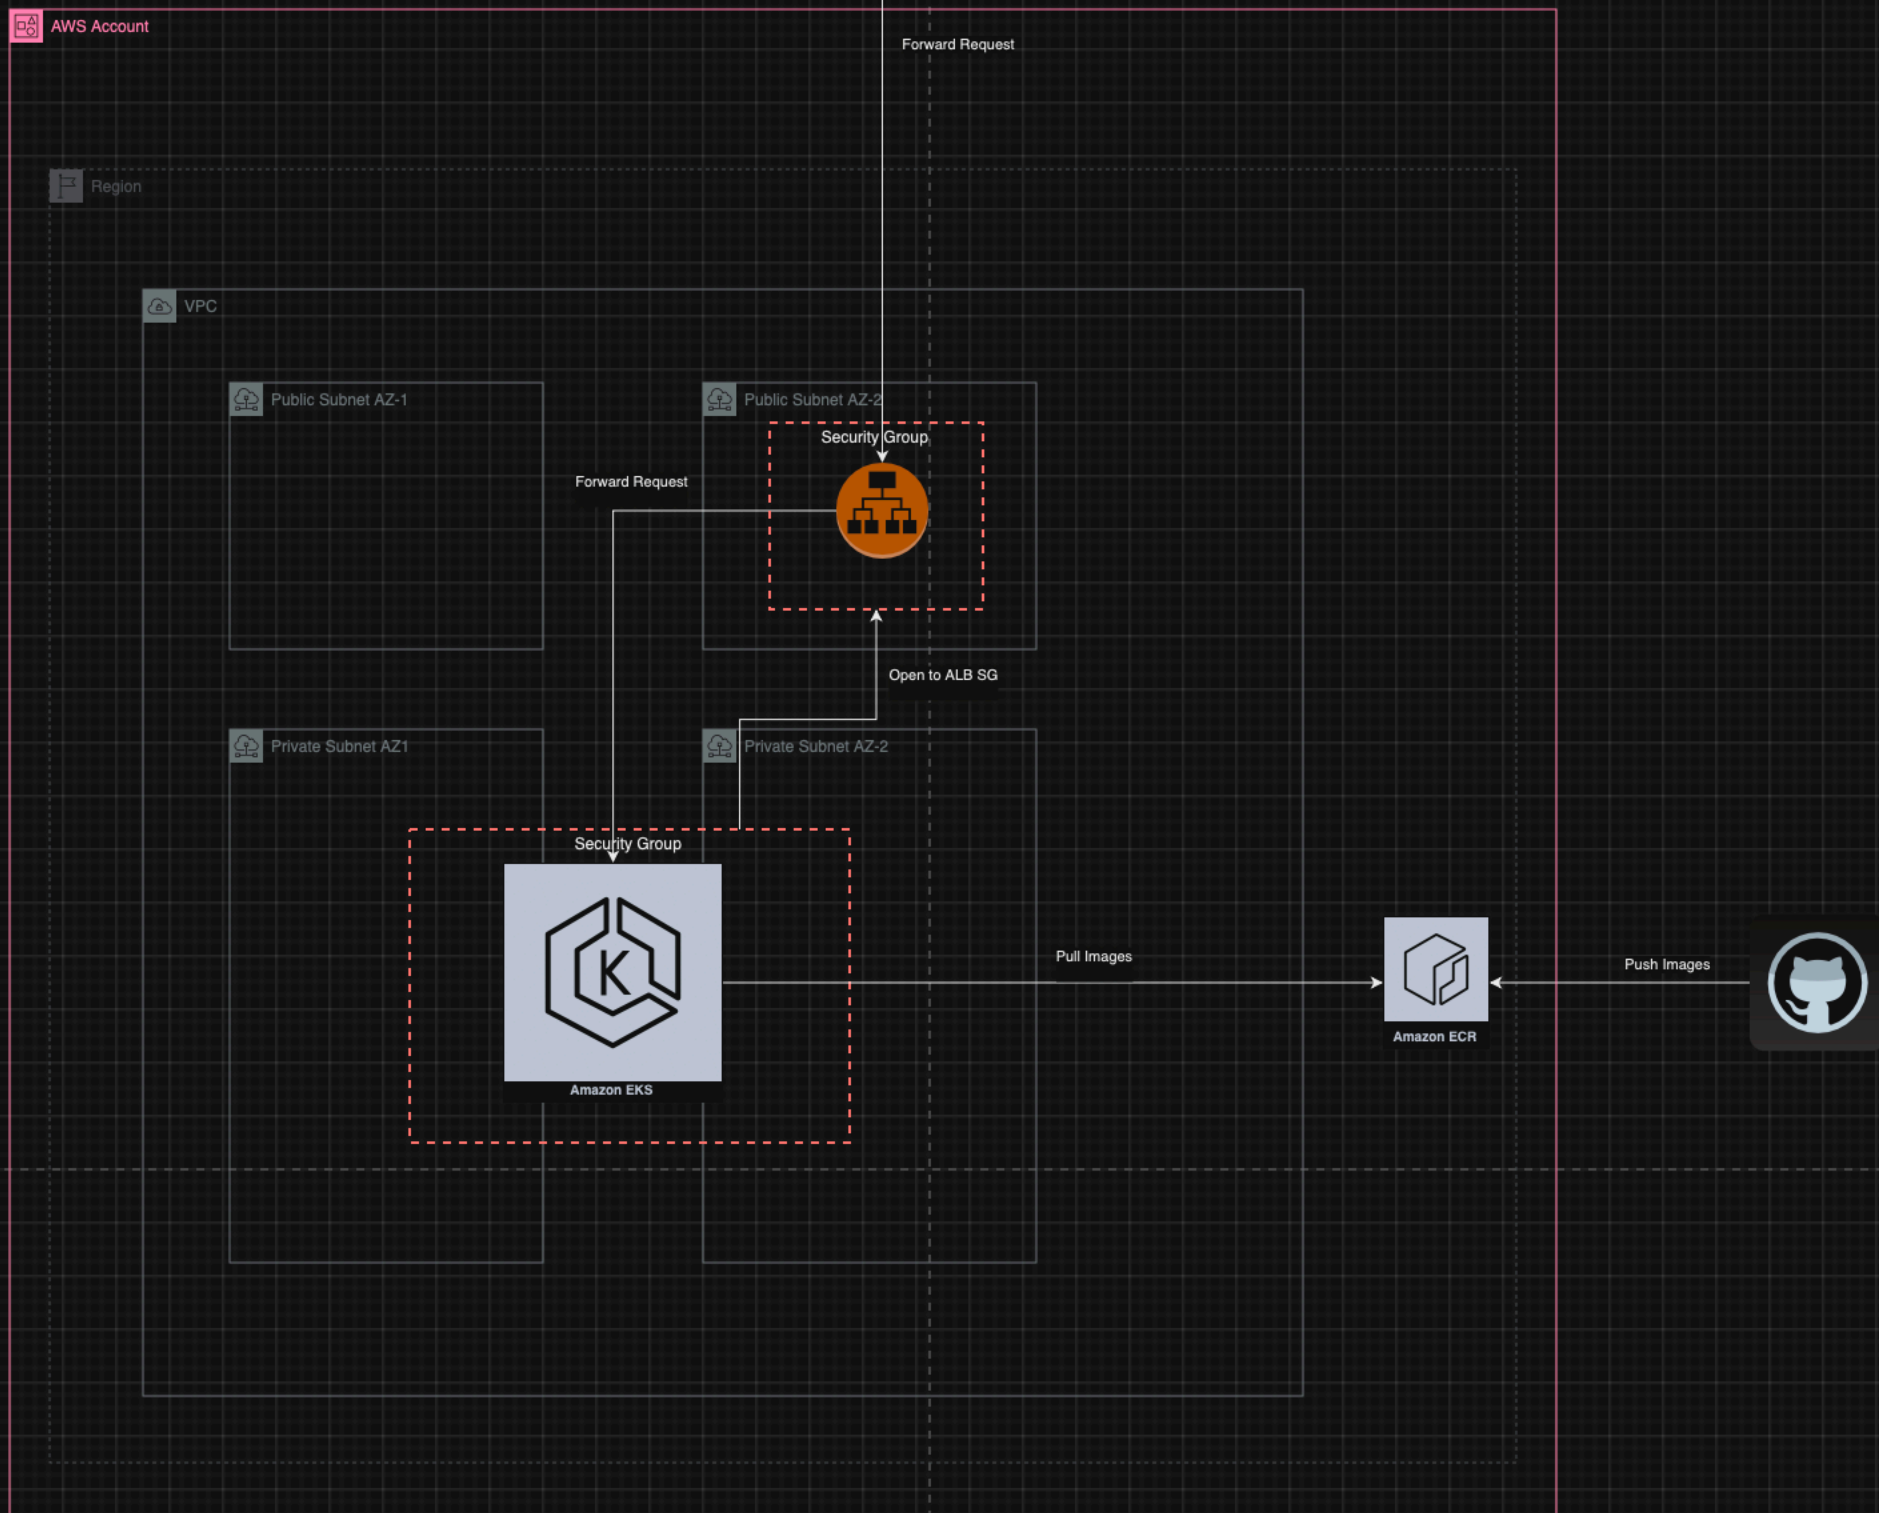 AWS Account
Forward Request
Region
VPC
Public Subnet AZ-1
Public Subnet AZ-2
Security Group
Forward Request
Open to ALB SG
Private Subnet AZ1
Private Subnet AZ-2
Security Group
K
Amazon EKS
Pull Images
Amazon ECR
Push Images